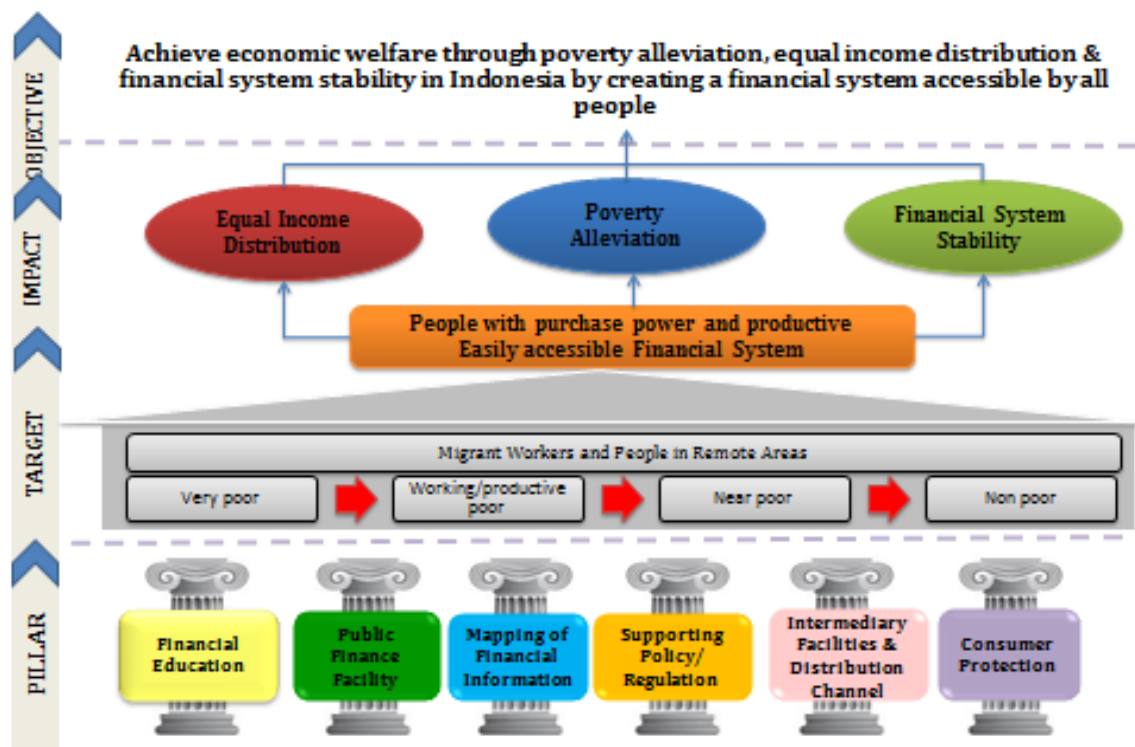 OBJECTIVE
Achieve economic welfare through poverty alleviation, equal income distribution &
financial system stability in Indonesia by creating a financial system accessible by all
people
IMPACT
Equal Income
Distribution
Poverty
Alleviation
Financial System
Stability
People with purchase power and productive
Easily accessible Financial System
TARGET
Migrant Workers and People in Remote Areas
Very poor
Working/productive
poor
Near poor
Non poor
PILLAR
Financial
Education
Public
Finance
Facility
Mapping of
Financial
Information
Supporting
Policy/
Regulation
Intermediary
Facilities &
Distribution
Channel
Consumer
Protection